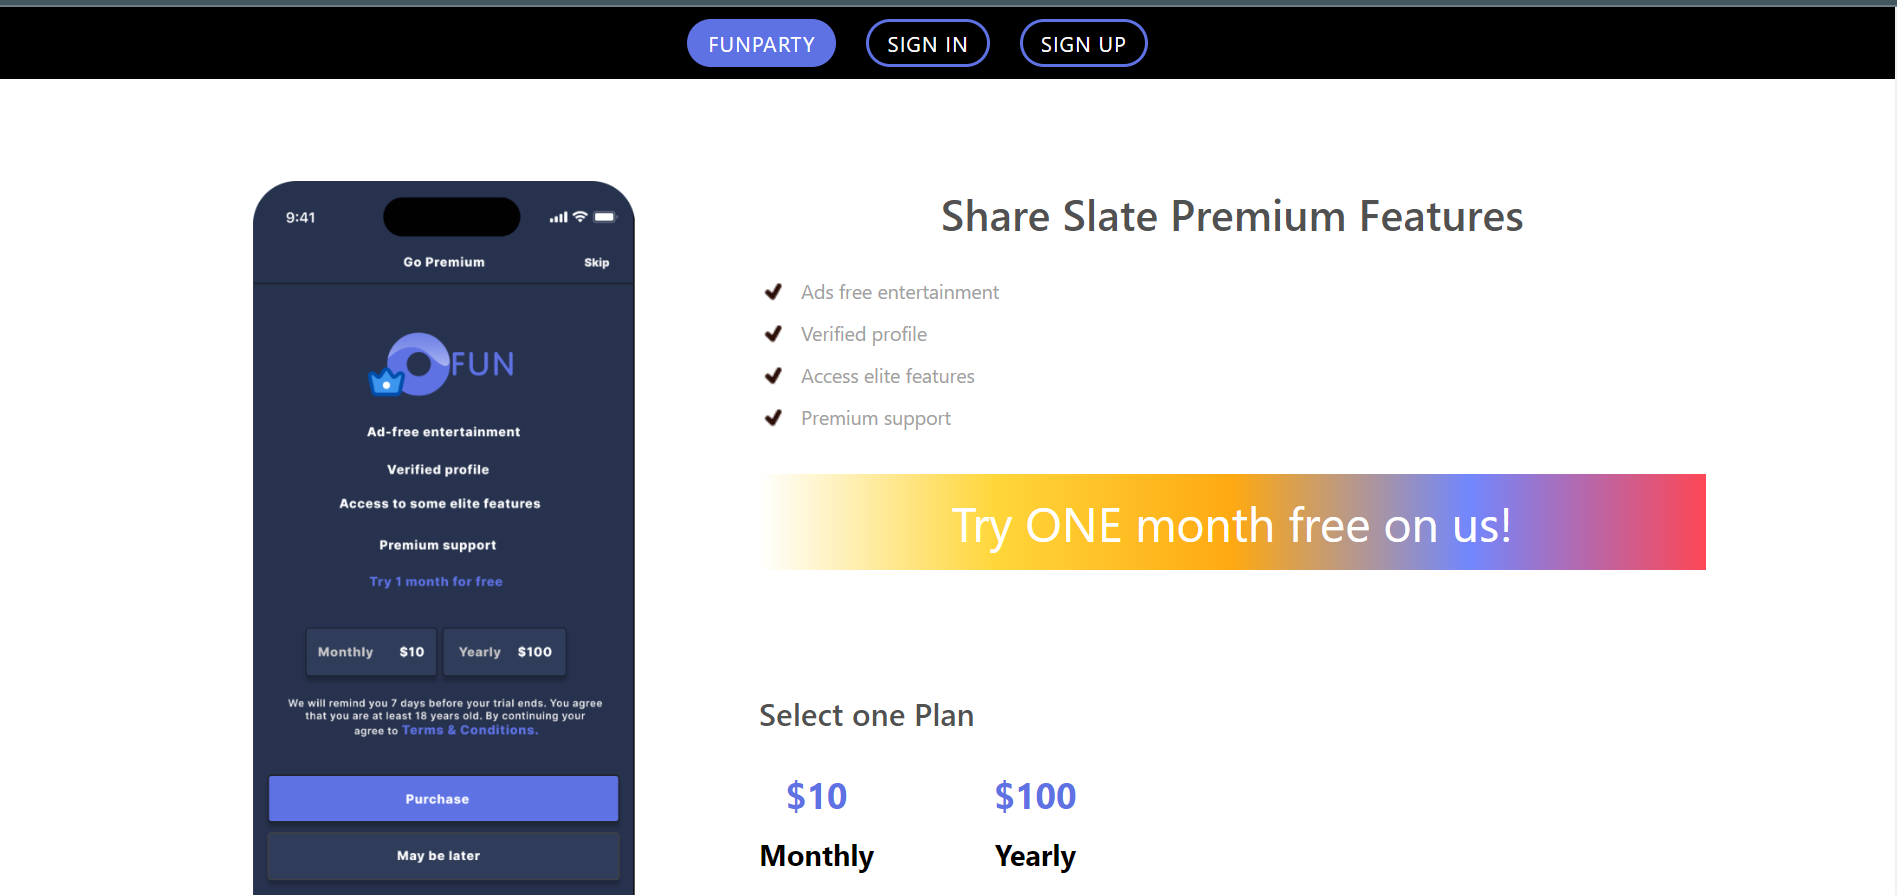 FUNPARTY SIGN IN SIGN UP
9:41
Go Premium Skip
FUN
Ad-free entertainment
Verified profile
Access to some elite features
Premium support
Try 1 month for free
Monthly $10 Yearly $100
We will remind you 7 days before your trial ends. You agree
that you are at least 18 years old. By continuing your
agree to Terms & Conditions.
Purchase
May be later
Share Slate Premium Features
Ads free entertainment
Verified profile
Access elite features
Premium support
Try ONE month free on us!
Select one Plan
$10 $100
Monthly Yearly